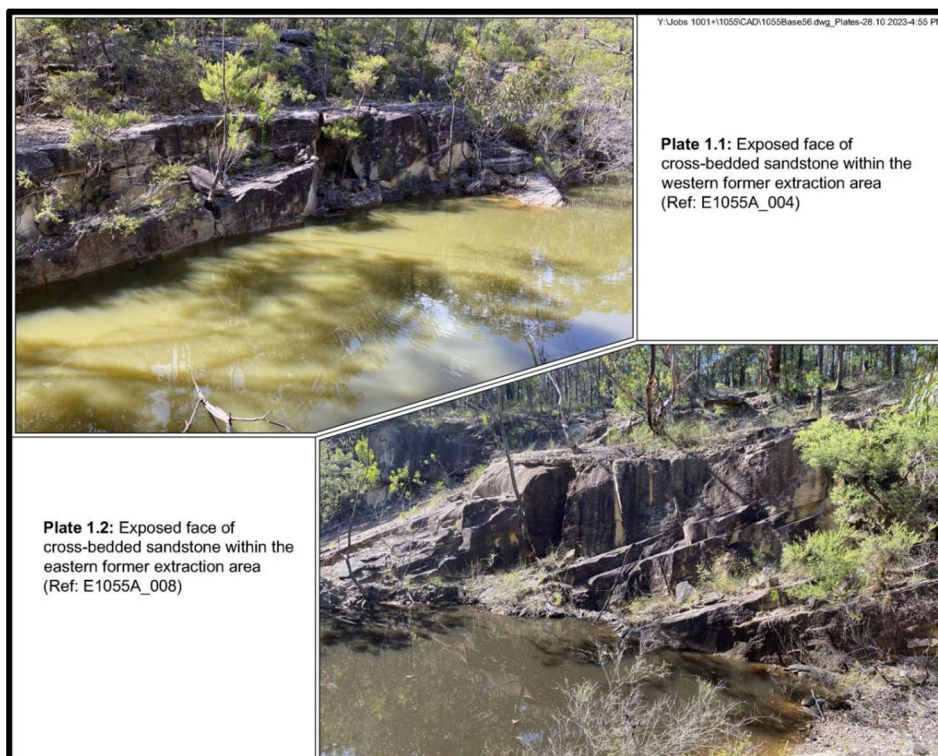 Y:\Jobs 1001+\1055\CAD\1055Base56.dwg_Plates-28.10.2023-4:55 PM
Plate 1.1: Exposed face of
cross-bedded sandstone within the
western former extraction area
(Ref: E1055A_004)
Plate 1.2: Exposed face of
cross-bedded sandstone within the
eastern former extraction area
(Ref: E1055A_008)